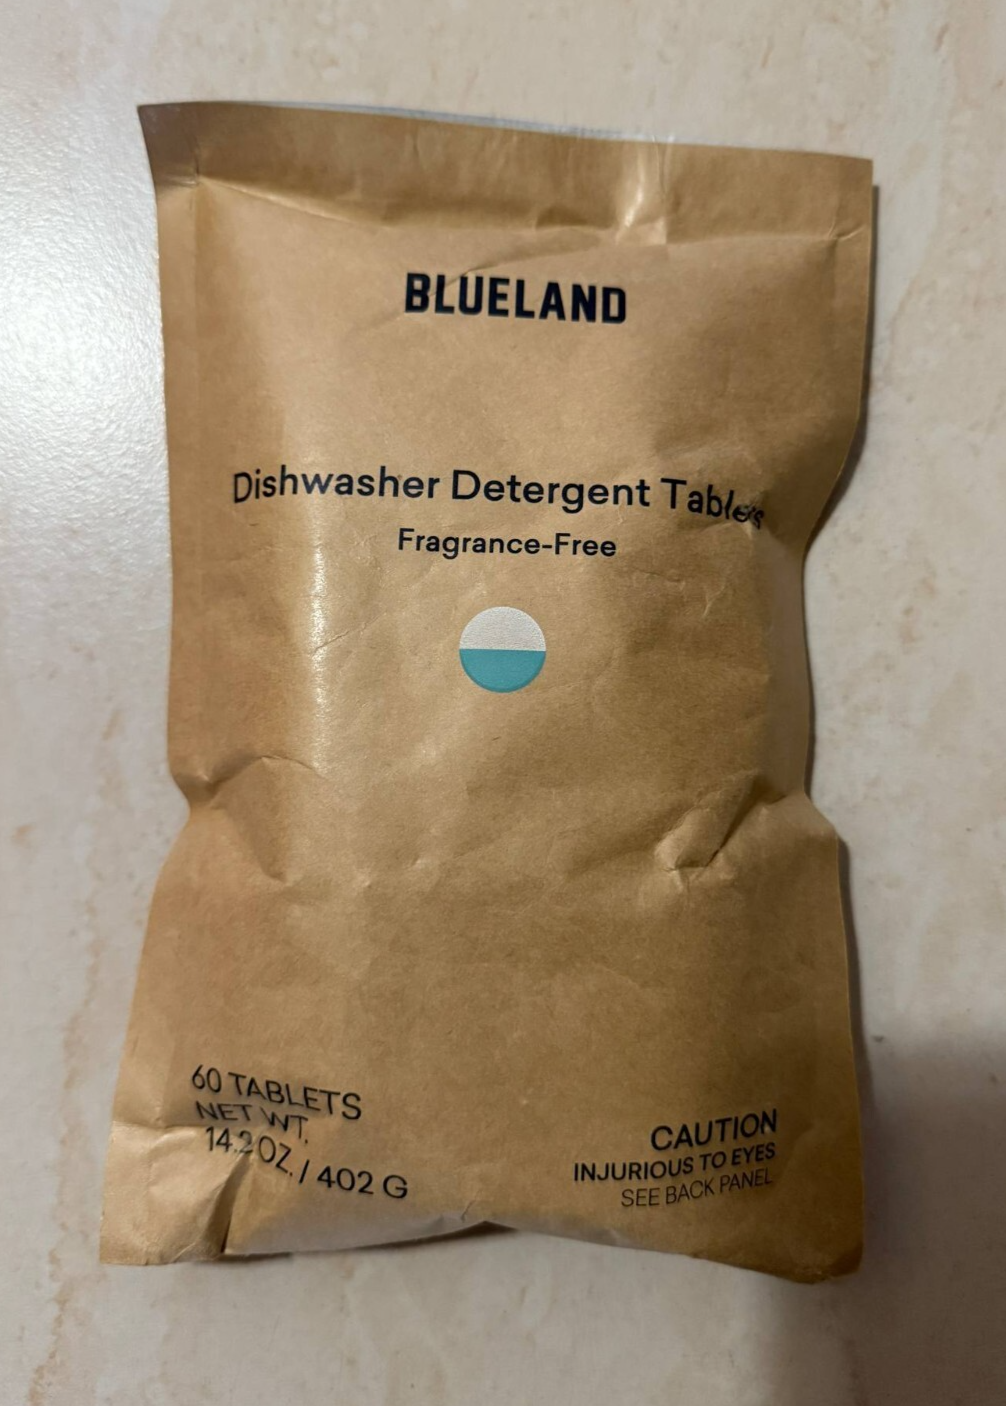 BLUELAND
Dishwasher Detergent Tablets
Fragrance-Free
60 TABLETS
NET WT.
14.2 OZ. / 402 G
CAUTION
INJURIOUS TO EYES
SEE BACK PANEL